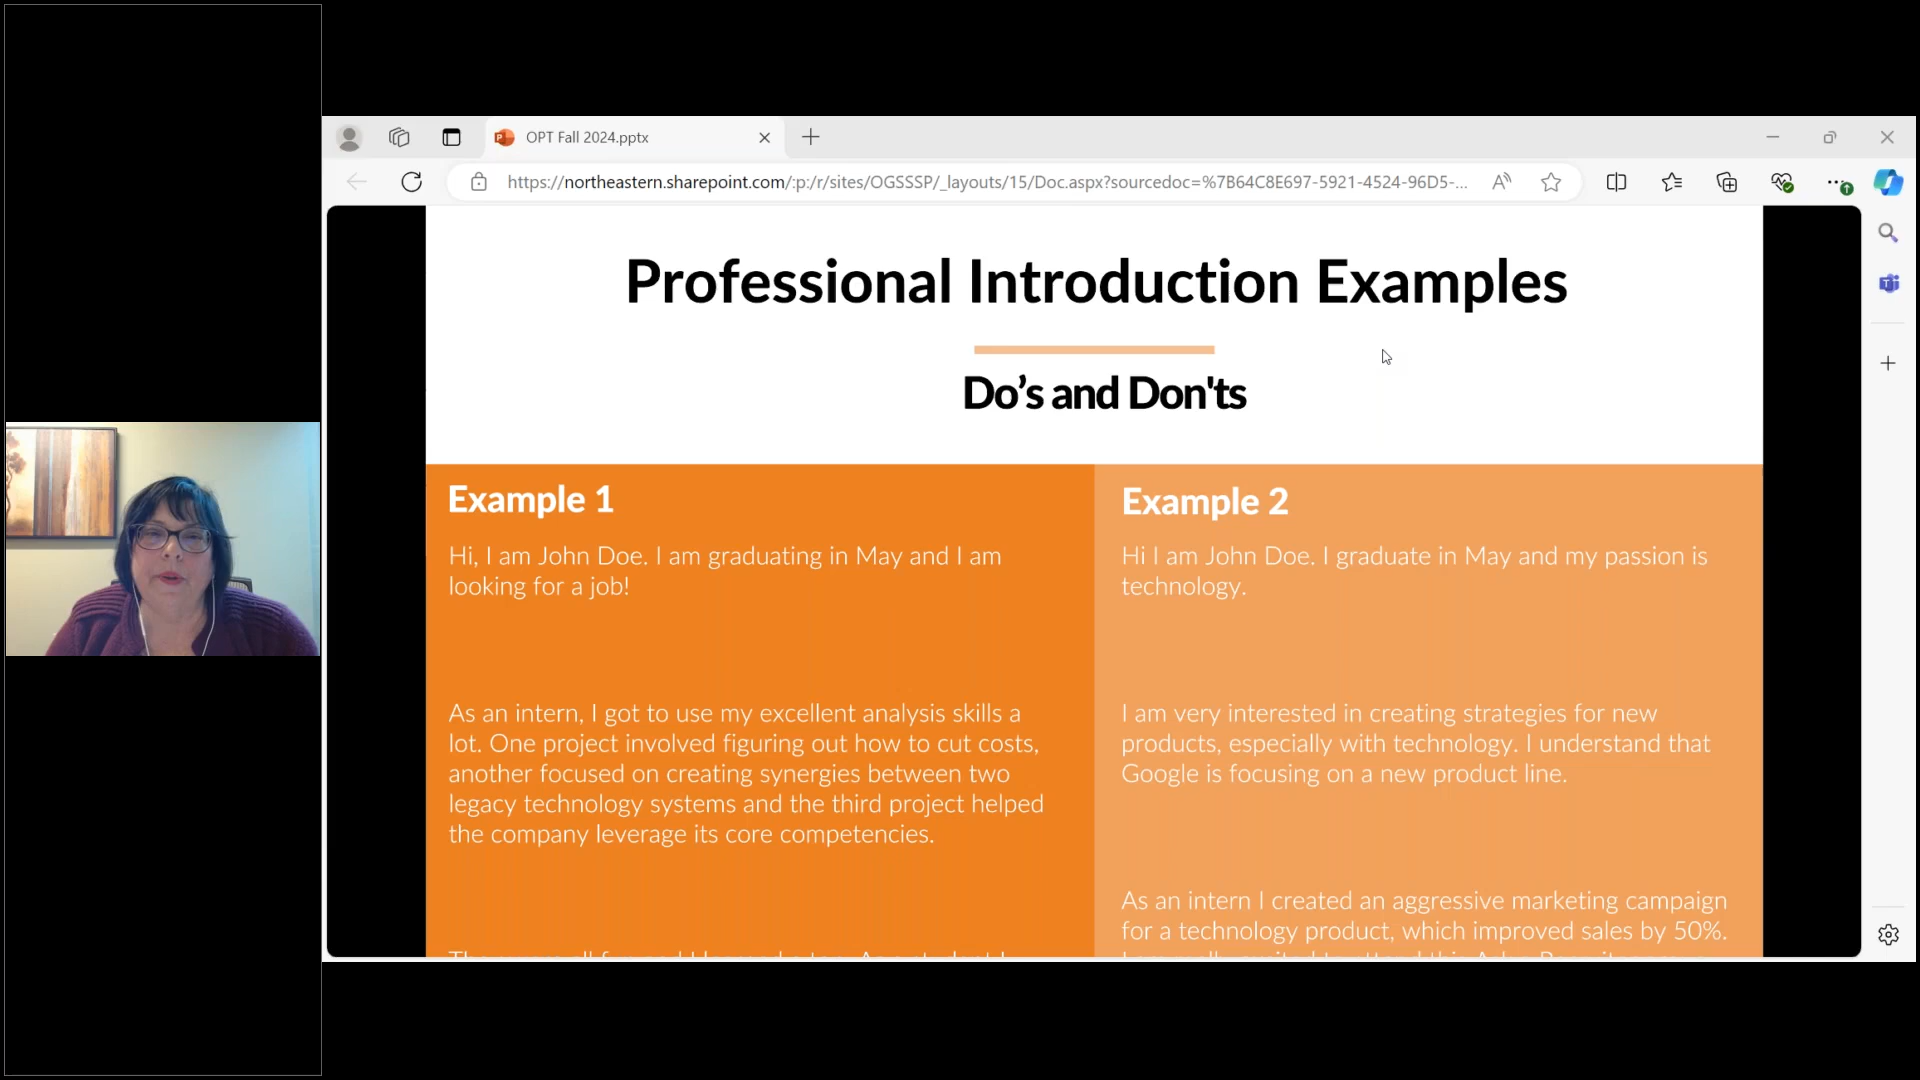 OPT Fall 2024.pptx
https://northeastern.sharepoint.com/:p:/r/sites/OGSSSP/_layouts/15/Doc.aspx?sourcedoc=%7B64C8E697-5921-4524-96D5-...
Professional Introduction Examples
Do’s and Don'ts
Example 1
Hi, I am John Doe. I am graduating in May and I am
looking for a job!
As an intern, I got to use my excellent analysis skills a
lot. One project involved figuring out how to cut costs,
another focused on creating synergies between two
legacy technology systems and the third project helped
the company leverage its core competencies.
Example 2
Hi I am John Doe. I graduate in May and my passion is
technology.
I am very interested in creating strategies for new
products, especially with technology. I understand that
Google is focusing on a new product line.
As an intern I created an aggressive marketing campaign
for a technology product, which improved sales by 50%.